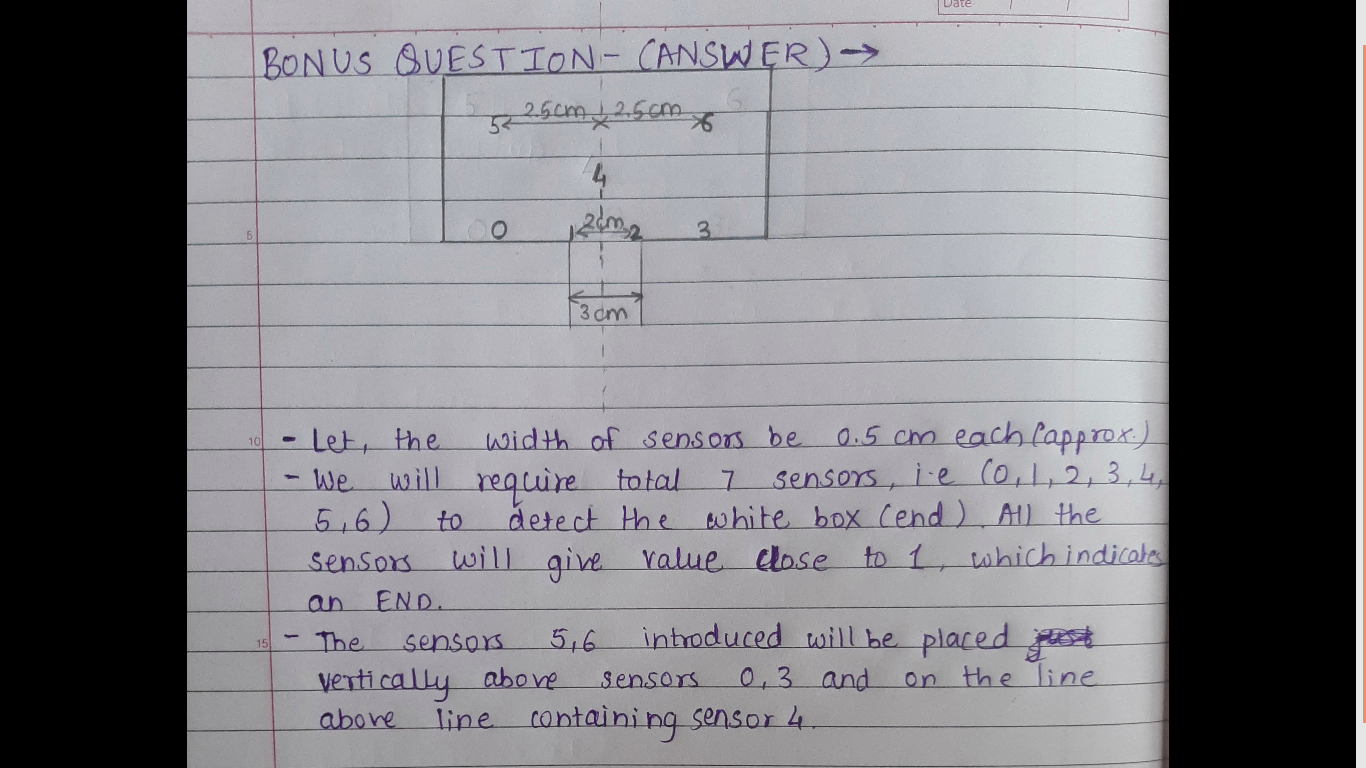 Date / /
BONUS QUESTION - (ANSWER) →
2.5cm 2.5cm
5 6
4
0 1 2cm 2 3
3 cm
5
10 - Let, the width of sensors be 0.5 cm each (approx.)
- We will require total 7 sensors, i.e (0, 1, 2, 3, 4,
5, 6) to detect the white box (end). All the
sensors will give value close to 1, which indicates
an END.
15 - The sensors 5,6 introduced will be placed
vertically above sensors 0, 3 and on the line
above line containing sensor 4.